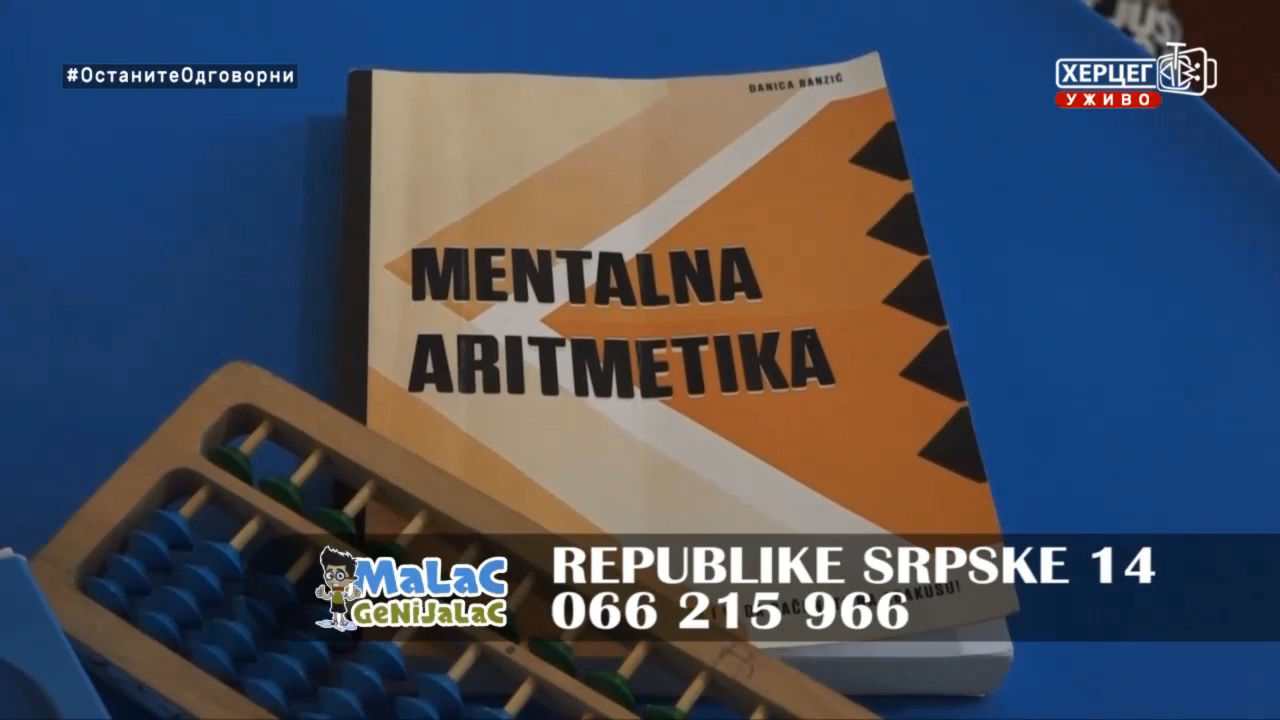 #ОстанитеОдговорни
ХЕРЦЕГ
УЖИВО
DANICA BANZIĆ
MENTALNA
ARITMETIKA
MaLaC
GeNiJaLaC
REPUBLIKE SRPSKE 14
066 215 966